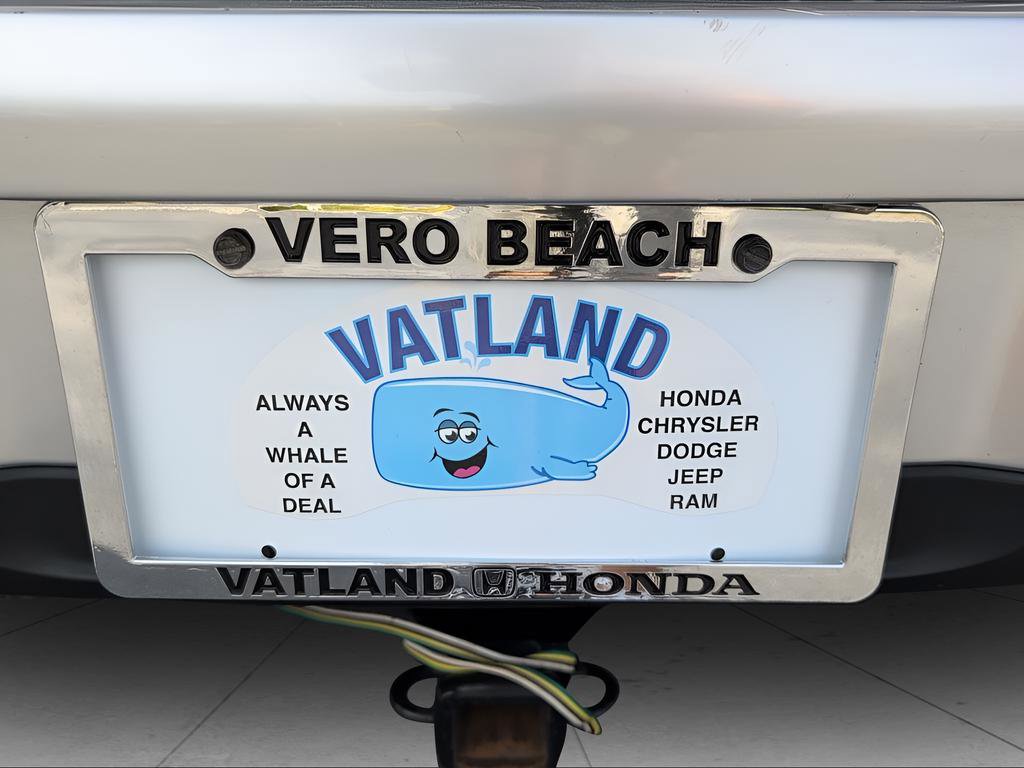 VERO BEACH
VATLAND
ALWAYS
A
WHALE
OF A
DEAL
HONDA
CHRYSLER
DODGE
JEEP
RAM
VATLAND HONDA